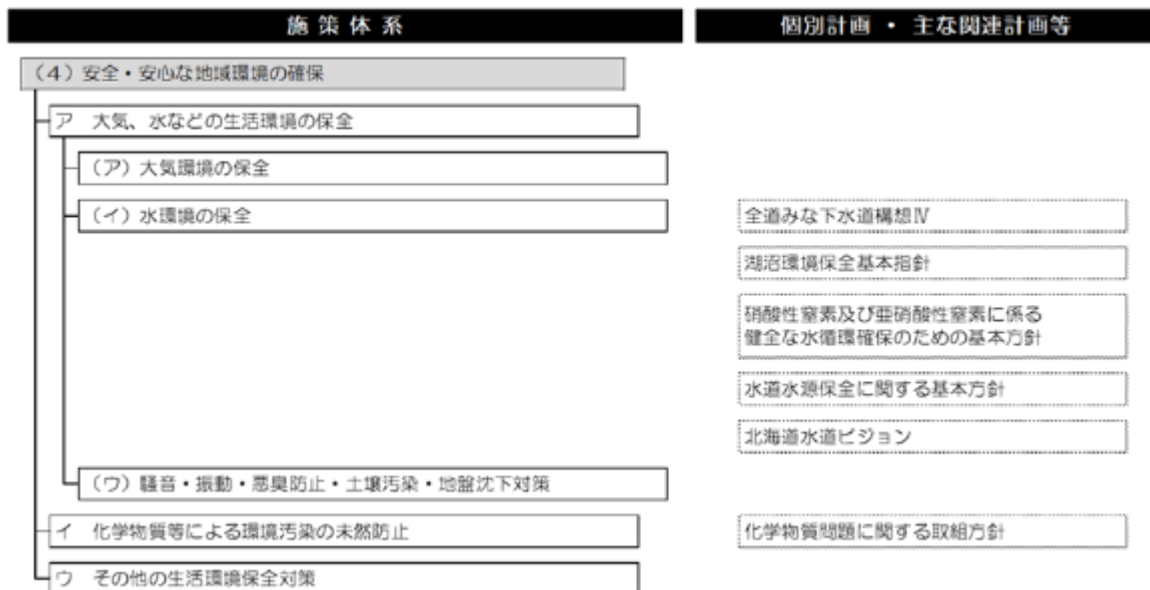 施策体系
個別計画 ・ 主な関連計画等
(4)安全・安心な地域環境の確保
ア 大気、水などの生活環境の保全
(ア)大気環境の保全
(イ)水環境の保全
全道みな下水道構想Ⅳ
湖沼環境保全基本指針
硝酸性窒素及び亜硝酸性窒素に係る
健全な水循環確保のための基本方針
水道水源保全に関する基本方針
北海道水道ビジョン
(ウ)騒音・振動・悪臭防止・土壌汚染・地盤沈下対策
イ 化学物質等による環境汚染の未然防止
化学物質問題に関する取組方針
ウ その他の生活環境保全対策